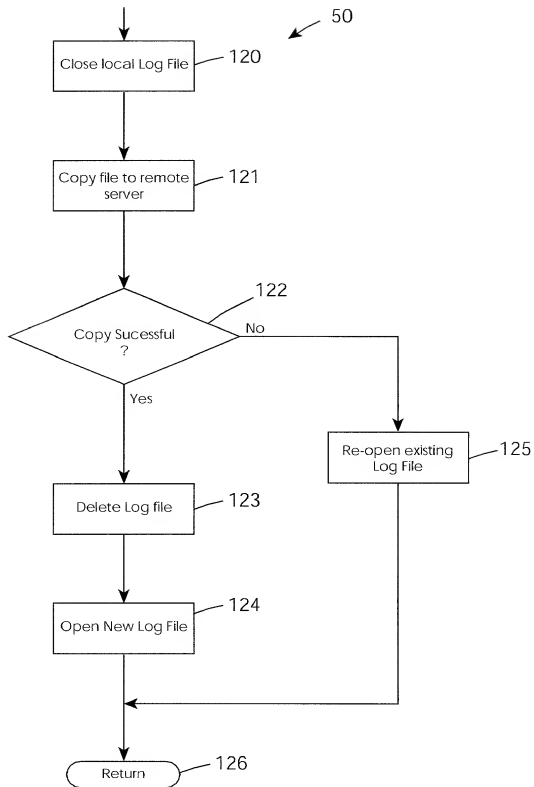 50
Close local Log File
120
Copy file to remote
server
121
122
Copy Sucessful
?
No
Yes
Re-open existing
Log File
125
Delete Log file
123
Open New Log File
124
Return
126